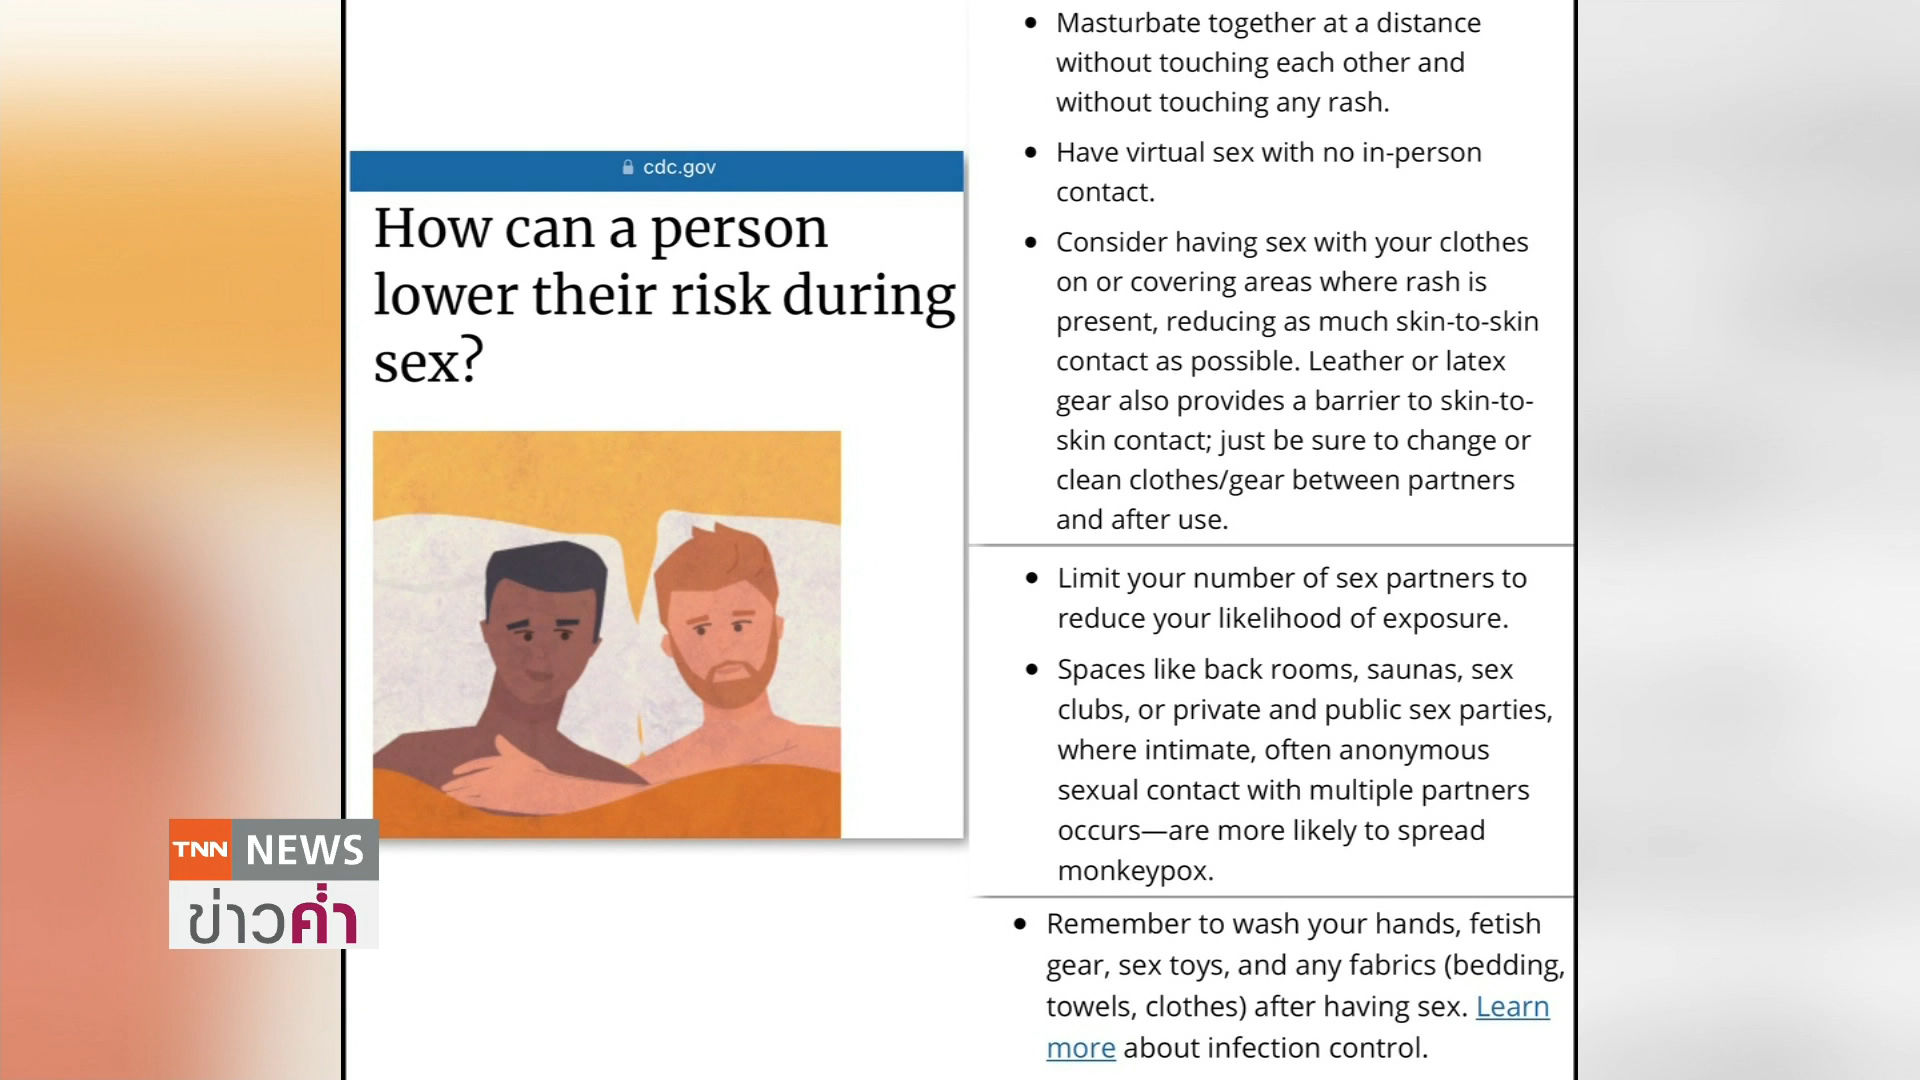 cdc.gov
How can a person
lower their risk during
sex?
• Masturbate together at a distance
without touching each other and
without touching any rash.
• Have virtual sex with no in-person
contact.
• Consider having sex with your clothes
on or covering areas where rash is
present, reducing as much skin-to-skin
contact as possible. Leather or latex
gear also provides a barrier to skin-to-
skin contact; just be sure to change or
clean clothes/gear between partners
and after use.
• Limit your number of sex partners to
reduce your likelihood of exposure.
• Spaces like back rooms, saunas, sex
clubs, or private and public sex parties,
where intimate, often anonymous
sexual contact with multiple partners
occurs—are more likely to spread
monkeypox.
• Remember to wash your hands, fetish
gear, sex toys, and any fabrics (bedding,
towels, clothes) after having sex. Learn
more about infection control.
TNN NEWS
ข่าวค่ำ